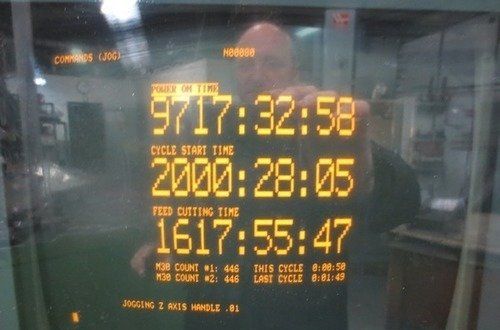 COMMANDS (JOG) N00080
POWER ON TIME
9717:32:58
CYCLE START TIME
2000:28:05
FEED CUTTING TIME
1617:55:47
M30 COUNT #1: 446 THIS CYCLE 0:00:50
M30 COUNT #2: 446 LAST CYCLE 0:01:49
JOGGING Z AXIS HANDLE .01